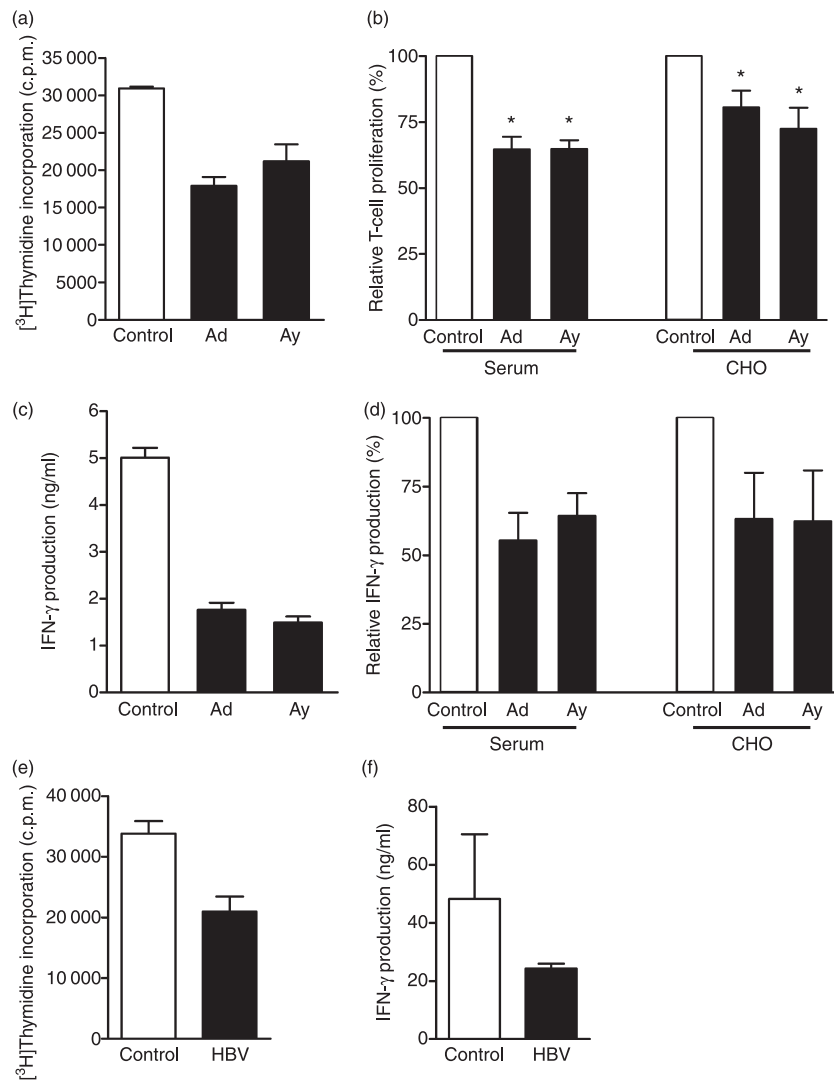 (a)
[³H]Thymidine incorporation (c.p.m.)
35 000
30 000
25 000
20 000
15 000
10 000
5000
0
Control Ad Ay
(b)
Relative T-cell proliferation (%)
100
75
50
25
0
* * * *
Control Ad Ay Control Ad Ay
Serum CHO
(c)
IFN-γ production (ng/ml)
6
5
4
3
2
1
0
Control Ad Ay
(d)
Relative IFN-γ production (%)
100
75
50
25
0
Control Ad Ay Control Ad Ay
Serum CHO
(e)
[³H]Thymidine incorporation (c.p.m.)
40 000
30 000
20 000
10 000
0
Control HBV
(f)
IFN-γ production (ng/ml)
80
60
40
20
0
Control HBV